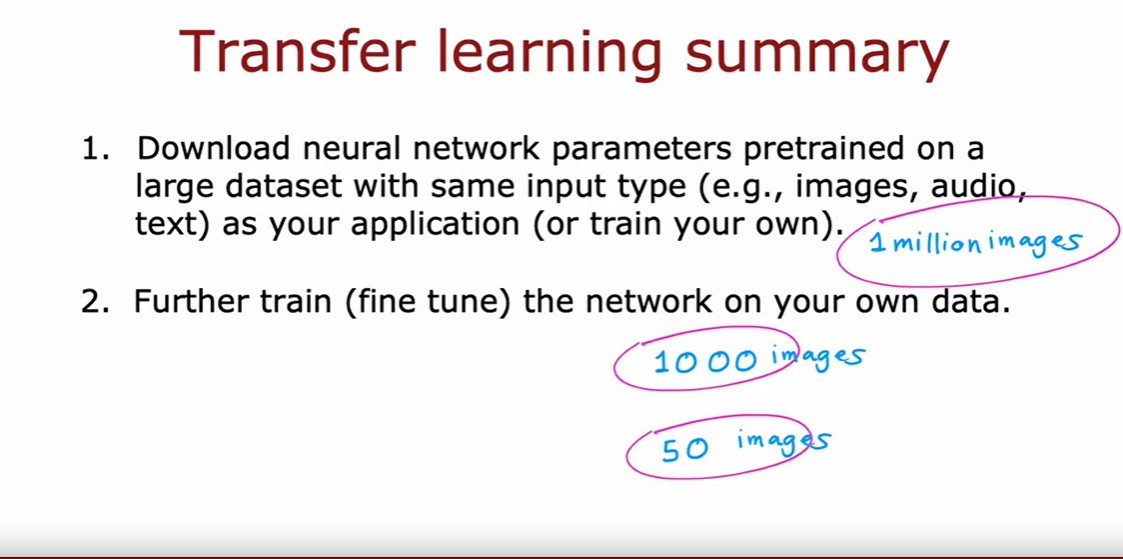 Transfer learning summary
1. Download neural network parameters pretrained on a
large dataset with same input type (e.g., images, audio,
text) as your application (or train your own).
1 million images
2. Further train (fine tune) the network on your own data.
1000 images
50 images